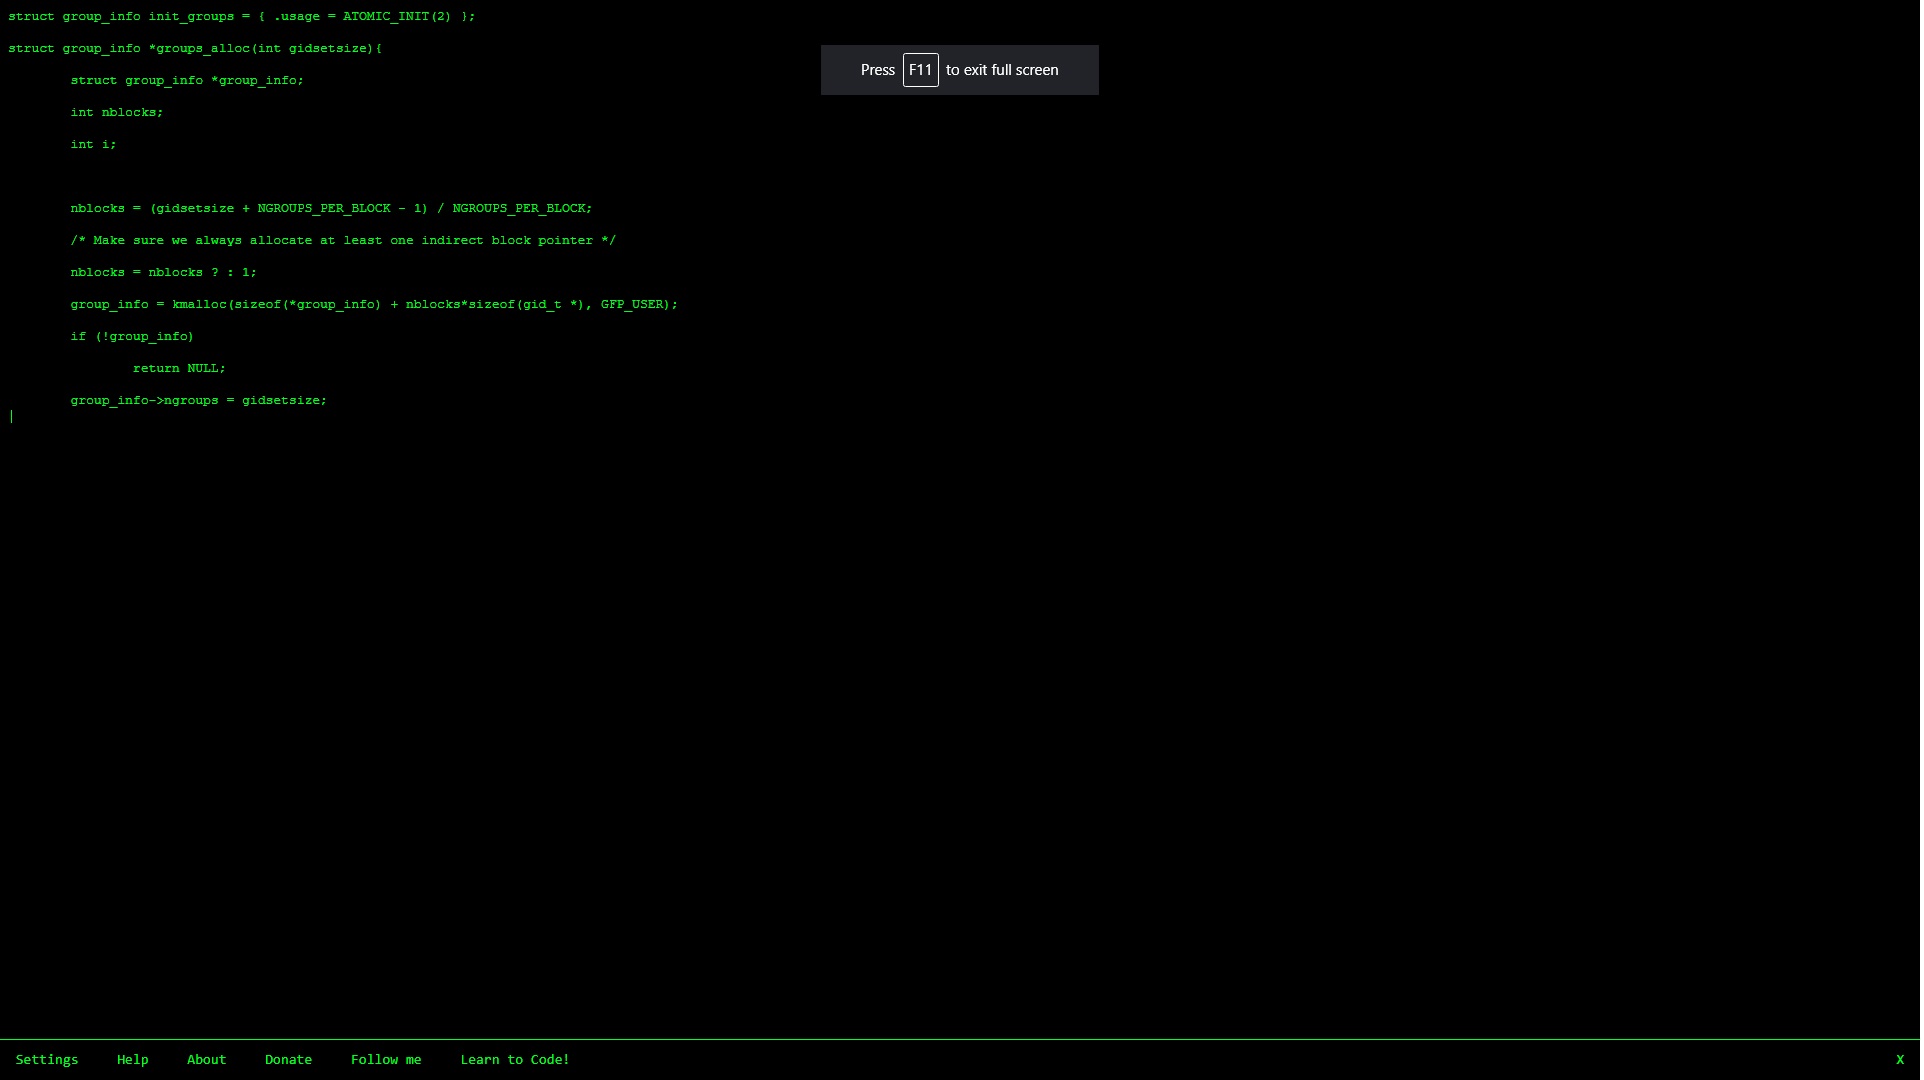 struct group_info init_groups = { .usage = ATOMIC_INIT(2) };
struct group_info *groups_alloc(int gidsetsize){
struct group_info *group_info;
int nblocks;
int i;
nblocks = (gidsetsize + NGROUPS_PER_BLOCK - 1) / NGROUPS_PER_BLOCK;
/* Make sure we always allocate at least one indirect block pointer */
nblocks = nblocks ? : 1;
group_info = kmalloc(sizeof(*group_info) + nblocks*sizeof(gid_t *), GFP_USER);
if (!group_info)
return NULL;
group_info->ngroups = gidsetsize;
|
Press F11 to exit full screen
Settings Help About Donate Follow me Learn to Code! X